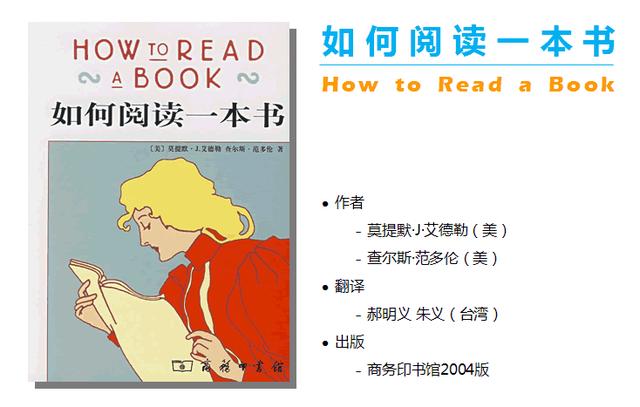 HOW TO READ
A BOOK
如何阅读一本书
〔美〕莫提默·J.艾德勒 查尔斯·范多伦 著
商務印書館
如何阅读一本书
How to Read a Book
• 作者
- 莫提默·J·艾德勒（美）
- 查尔斯·范多伦（美）
• 翻译
- 郝明义 朱义（台湾）
• 出版
- 商务印书馆2004版